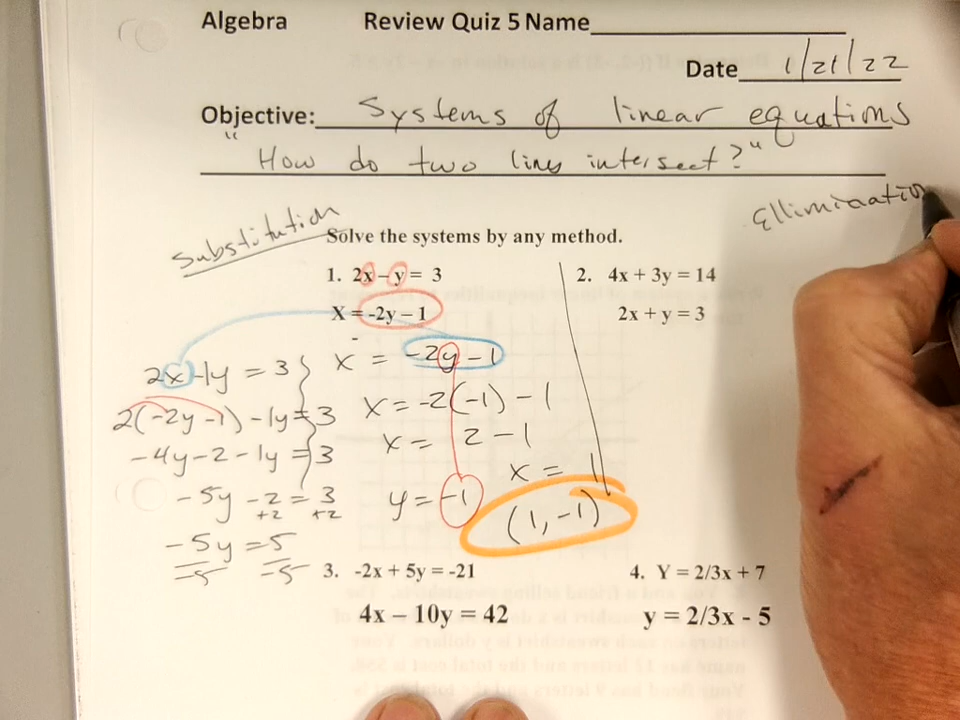 Algebra Review Quiz 5 Name
Date 1/21/22
Objective: Systems of linear equations
"How do two lines intersect?"
Substitution
Ellimination
Solve the systems by any method.
1. 2x – y = 3
X = -2y – 1
2. 4x + 3y = 14
2x + y = 3
2x - 1y = 3
2(-2y -1) - 1y = 3
-4y - 2 - 1y = 3
-5y - 2 = 3
+2 +2
-5y = 5
-5 -5
x = -2y - 1
x = -2(-1) - 1
x = 2 - 1
x = 1
y = -1
(1, -1)
3. -2x + 5y = -21
4x – 10y = 42
4. Y = 2/3x + 7
y = 2/3x - 5